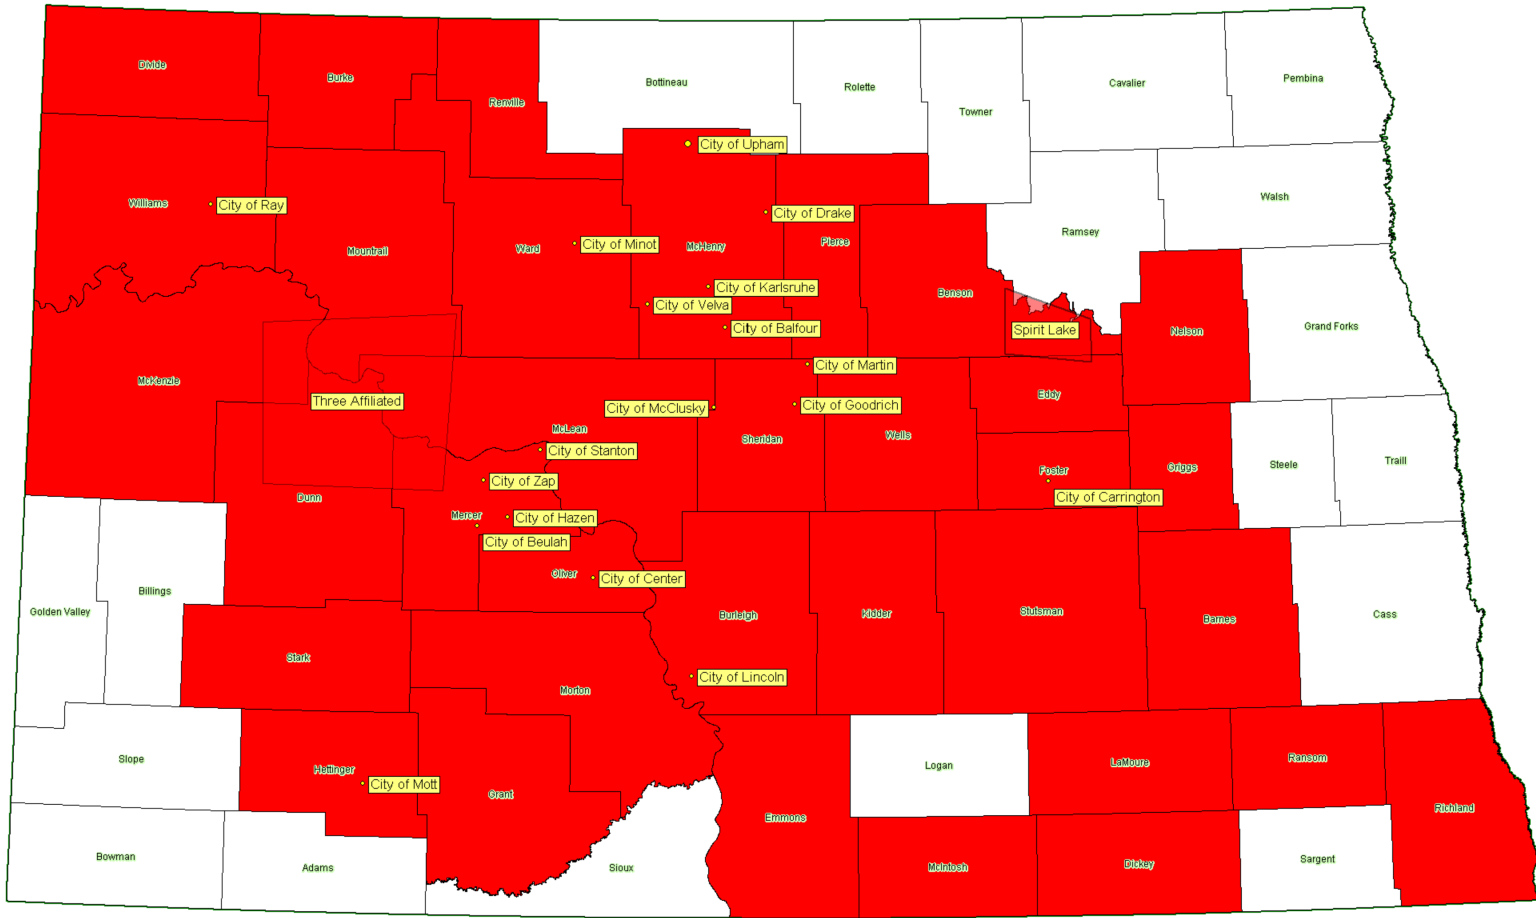 Divide
Burke
Renville
Bottineau
Rolette
Towner
Cavalier
Pembina
City of Upham
Williams
City of Ray
Mountrail
Ward
City of Minot
McHenry
City of Drake
Pierce
Ramsey
Walsh
City of Karlsruhe
City of Velva
City of Balfour
Benson
Spirit Lake
Nelson
Grand Forks
McKenzie
Three Affiliated
City of Martin
City of McClusky
City of Goodrich
McLean
Sheridan
Wells
Eddy
City of Stanton
City of Zap
Dunn
Mercer
City of Hazen
City of Beulah
Foster
City of Carrington
Griggs
Steele
Traill
Golden Valley
Billings
Oliver
City of Center
Burleigh
Kidder
Stutsman
Barnes
Cass
Stark
Morton
City of Lincoln
Slope
Hettinger
City of Mott
Grant
Emmons
Logan
LaMoure
Ransom
Richland
Bowman
Adams
Sioux
McIntosh
Dickey
Sargent